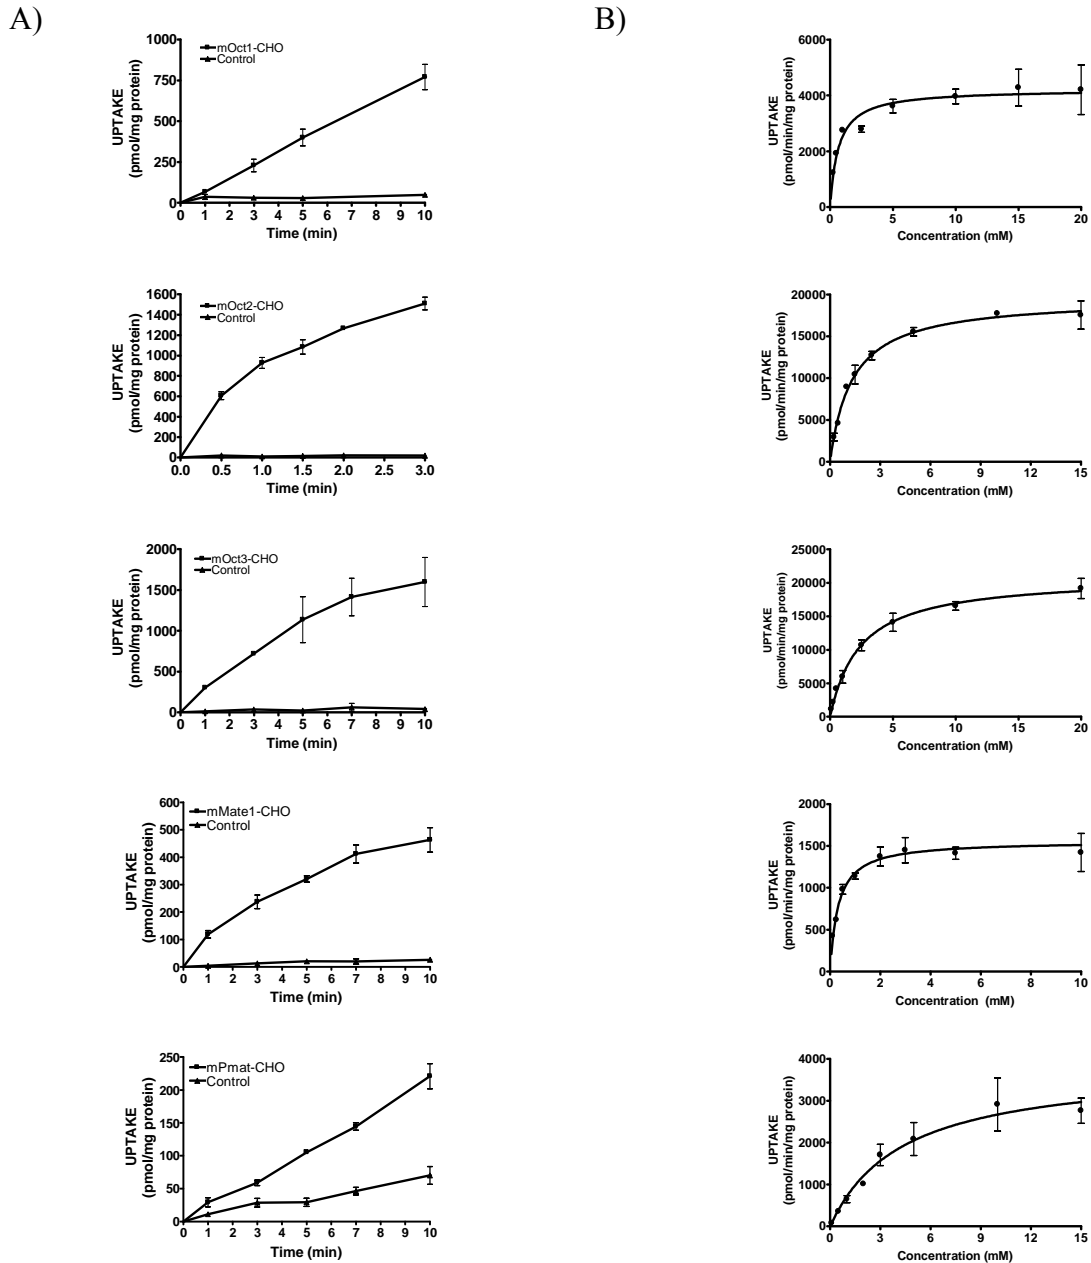 A)
B)
1000
750
500
250
0
UPTAKE
(pmol/mg protein)
mOct1-CHO
Control
0 1 2 3 4 5 6 7 8 9 10
Time (min)
6000
4000
2000
0
UPTAKE
(pmol/min/mg protein)
0 5 10 15 20
Concentration (mM)
1600
1400
1200
1000
800
600
400
200
0
UPTAKE
(pmol/mg protein)
mOct2-CHO
Control
0.0 0.5 1.0 1.5 2.0 2.5 3.0
Time (min)
20000
15000
10000
5000
0
UPTAKE
(pmol/min/mg protein)
0 3 6 9 12 15
Concentration (mM)
2000
1500
1000
500
0
UPTAKE
(pmol/mg protein)
mOct3-CHO
Control
0 1 2 3 4 5 6 7 8 9 10
Time (min)
25000
20000
15000
10000
5000
0
UPTAKE
(pmol/min/mg protein)
0 5 10 15 20
Concentration (mM)
600
500
400
300
200
100
0
UPTAKE
(pmol/mg protein)
mMate1-CHO
Control
0 1 2 3 4 5 6 7 8 9 10
Time (min)
2000
1500
1000
500
0
UPTAKE
(pmol/min/mg protein)
0 2 4 6 8 10
Concentration (mM)
250
200
150
100
50
0
UPTAKE
(pmol/mg protein)
mPmat-CHO
Control
0 1 2 3 4 5 6 7 8 9 10
Time (min)
4000
3000
2000
1000
0
UPTAKE
(pmol/min/mg protein)
0 3 6 9 12 15
Concentration (mM)